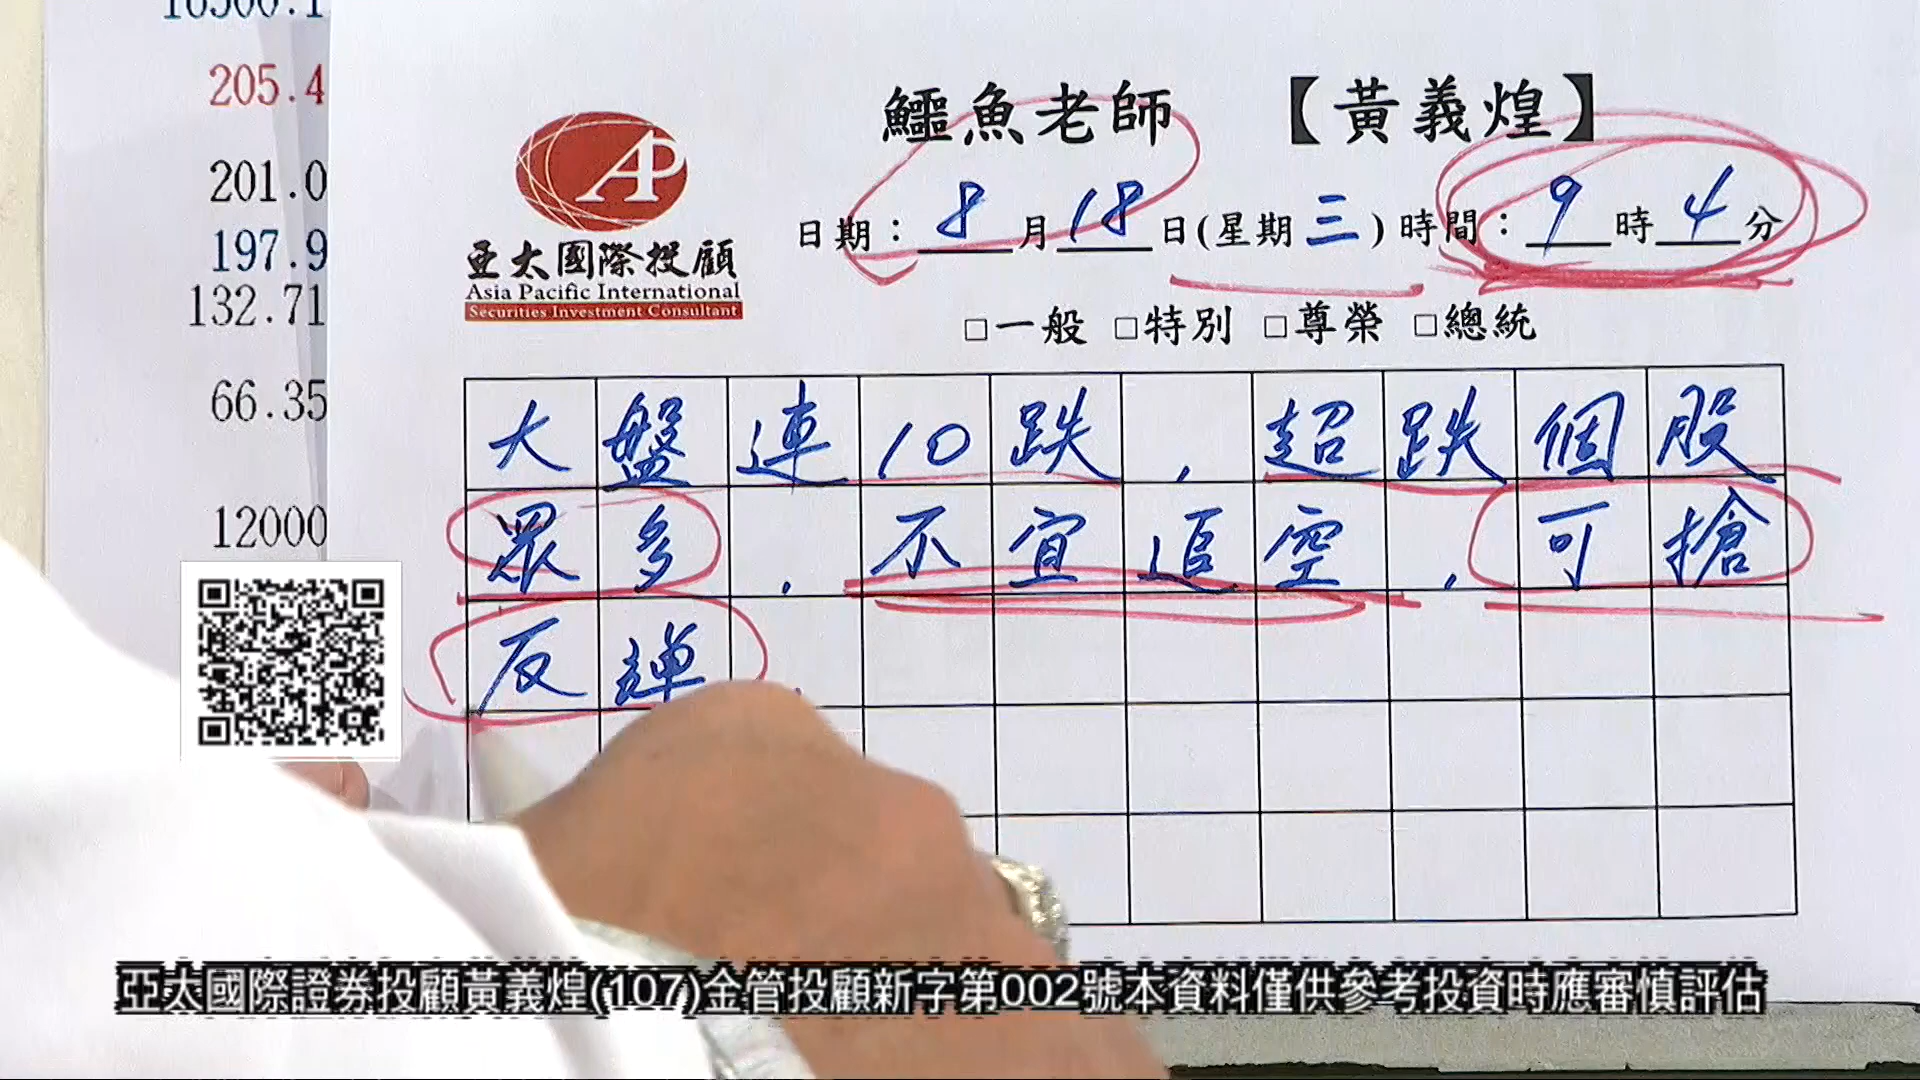 205.4
201.0
197.9
132.71
66.35
12000
鱷魚老師 【黃義煌】
日期：8月18日(星期三)時間：9時4分
AP
亞太國際投顧
Asia Pacific International
Securities Investment Consultant
□一般 □特別 □尊榮 □總統
大盤連10跌，超跌個股
眾多，不宜追空，可搶
反彈
亞太國際證券投顧黃義煌(107)金管投顧新字第002號本資料僅供參考投資時應審慎評估